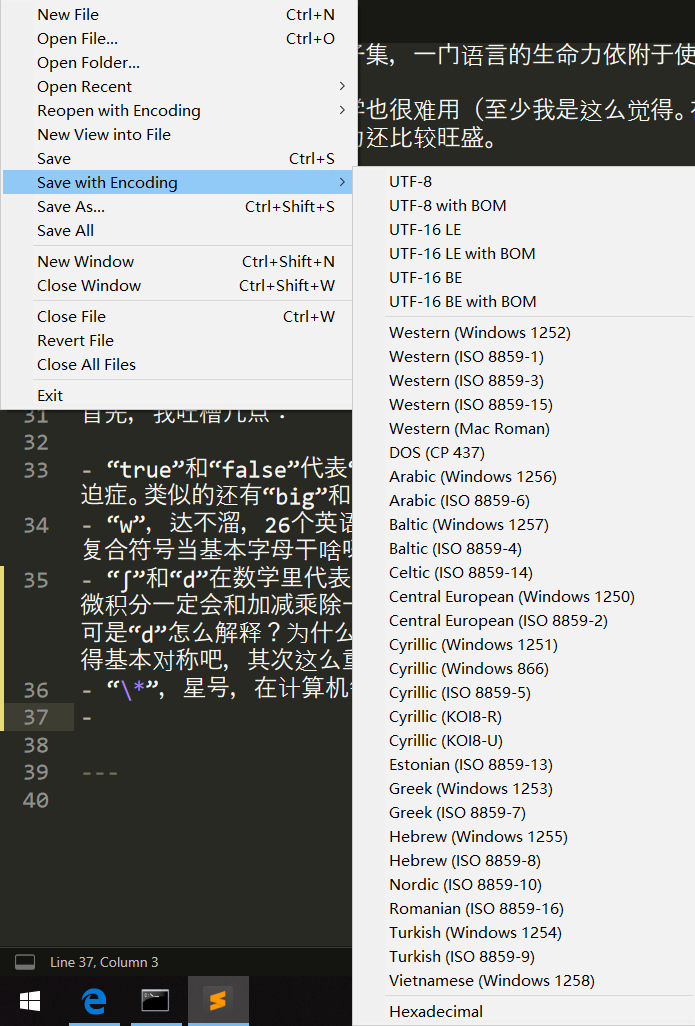 New File Ctrl+N
Open File... Ctrl+O
Open Folder...
Open Recent
Reopen with Encoding
New View into File
Save Ctrl+S
Save with Encoding
Save As... Ctrl+Shift+S
Save All
New Window Ctrl+Shift+N
Close Window Ctrl+Shift+W
Close File Ctrl+W
Revert File
Close All Files
Exit
集，一门语言的生命力依附于使
也很难用（至少我是这么觉得。
还比较旺盛。
UTF-8
UTF-8 with BOM
UTF-16 LE
UTF-16 LE with BOM
UTF-16 BE
UTF-16 BE with BOM
Western (Windows 1252)
Western (ISO 8859-1)
Western (ISO 8859-3)
Western (ISO 8859-15)
Western (Mac Roman)
DOS (CP 437)
Arabic (Windows 1256)
Arabic (ISO 8859-6)
Baltic (Windows 1257)
Baltic (ISO 8859-4)
Celtic (ISO 8859-14)
Central European (Windows 1250)
Central European (ISO 8859-2)
Cyrillic (Windows 1251)
Cyrillic (Windows 866)
Cyrillic (ISO 8859-5)
Cyrillic (KOI8-R)
Cyrillic (KOI8-U)
Estonian (ISO 8859-13)
Greek (Windows 1253)
Greek (ISO 8859-7)
Hebrew (Windows 1255)
Hebrew (ISO 8859-8)
Nordic (ISO 8859-10)
Romanian (ISO 8859-16)
Turkish (Windows 1254)
Turkish (ISO 8859-9)
Vietnamese (Windows 1258)
Hexadecimal
31 首先，我吐槽几点：
32
33 - “true”和“false”代表“
迫症。类似的还有“big”和
34 - “w”，达不溜，26个英语
复合符号当基本字母干啥
35 - “∫”和“d”在数学里代表
微积分一定会和加减乘除一
可是“d”怎么解释？为什么
得基本对称吧，其次这么重
36 - “\*”，星号，在计算机
37 -
38
39 ---
40
Line 37, Column 3